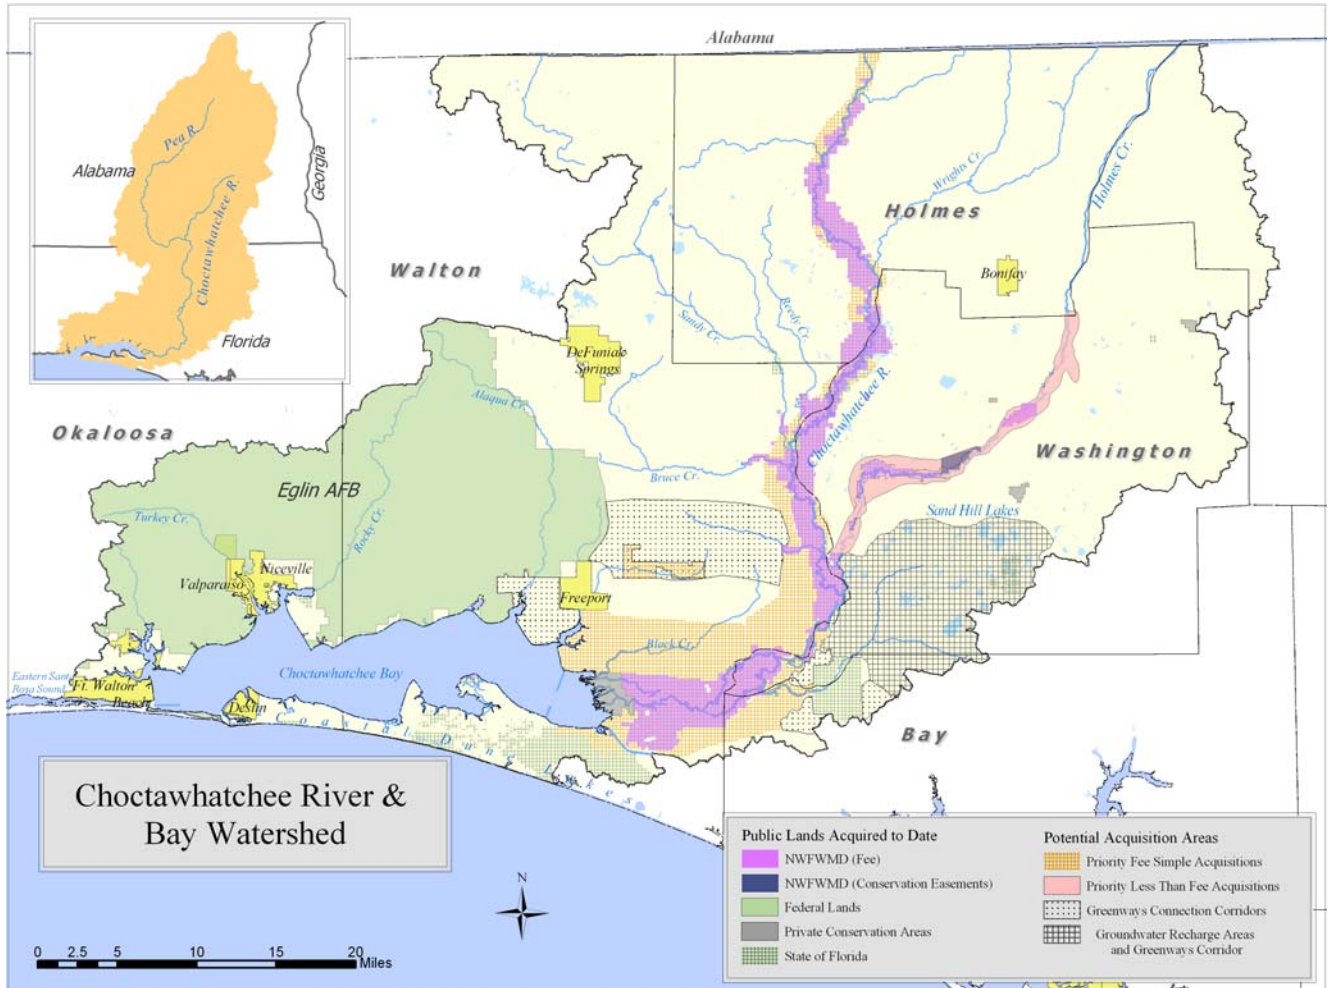 Alabama
Pea R.
Alabama
Georgia
Choctawhatchee R.
Florida
Holmes Cr.
Wrights Cr.
Holmes
Walton
Bonifay
Reedy Cr.
Sandy Cr.
DeFuniak
Springs
Alaqua Cr.
Choctawhatchee R.
Okaloosa
Washington
Eglin AFB
Bruce Cr.
Rocky Cr.
Turkey Cr.
Sand Hill Lakes
Niceville
Valparaiso
Freeport
Black Cr.
Choctawhatchee Bay
Eastern Sant
Rosa Sound
Ft. Walton
Beach
Destin
Coastal Dune Lakes
Bay
Choctawhatchee River &
Bay Watershed
N
0 2.5 5 10 15 20
Miles
Public Lands Acquired to Date
NWFWMD (Fee)
NWFWMD (Conservation Easements)
Federal Lands
Private Conservation Areas
State of Florida
Potential Acquisition Areas
Priority Fee Simple Acquisitions
Priority Less Than Fee Acquisitions
Greenways Connection Corridors
Groundwater Recharge Areas
and Greenways Corridor